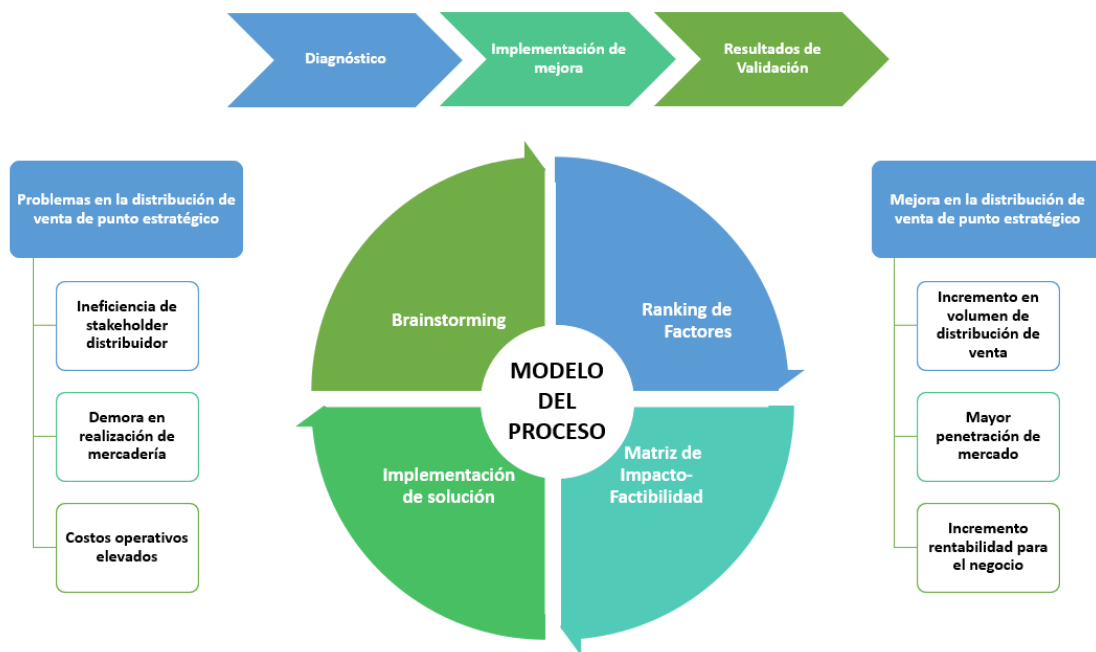 Diagnóstico
Implementación de
mejora
Resultados de
Validación
Problemas en la distribución de
venta de punto estratégico
Ineficiencia de
stakeholder
distribuidor
Demora en
realización de
mercadería
Costos operativos
elevados
Brainstorming
Ranking de
Factores
MODELO
DEL
PROCESO
Implementación
de solución
Matriz de
Impacto-
Factibilidad
Mejora en la distribución de
venta de punto estratégico
Incremento en
volumen de
distribución de
venta
Mayor
penetración de
mercado
Incremento
rentabilidad para
el negocio